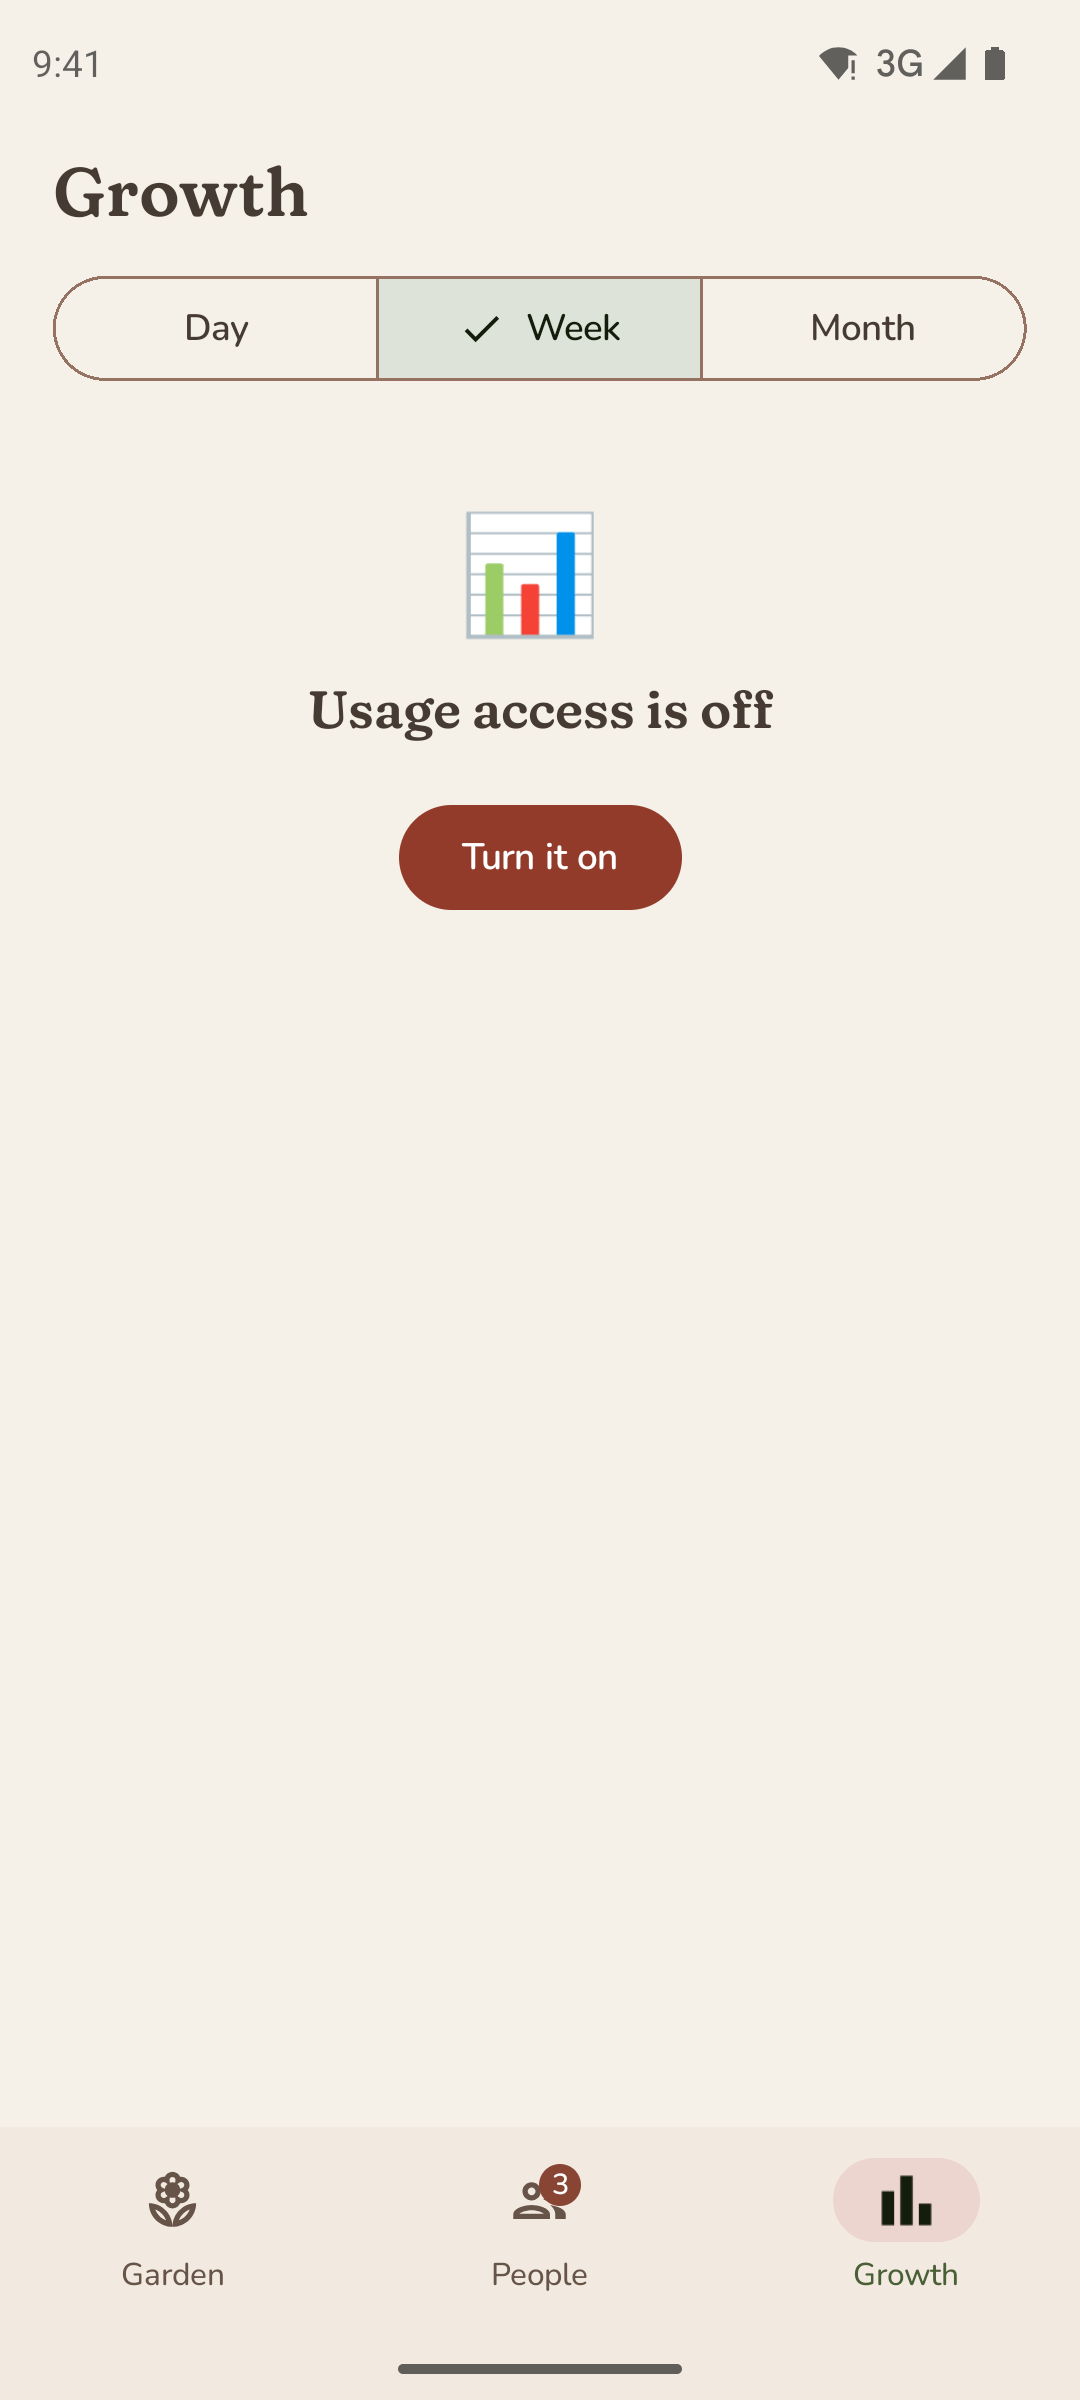 9:41
3G
Growth
Day
Week
Month
Usage access is off
Turn it on
3
Garden
People
Growth